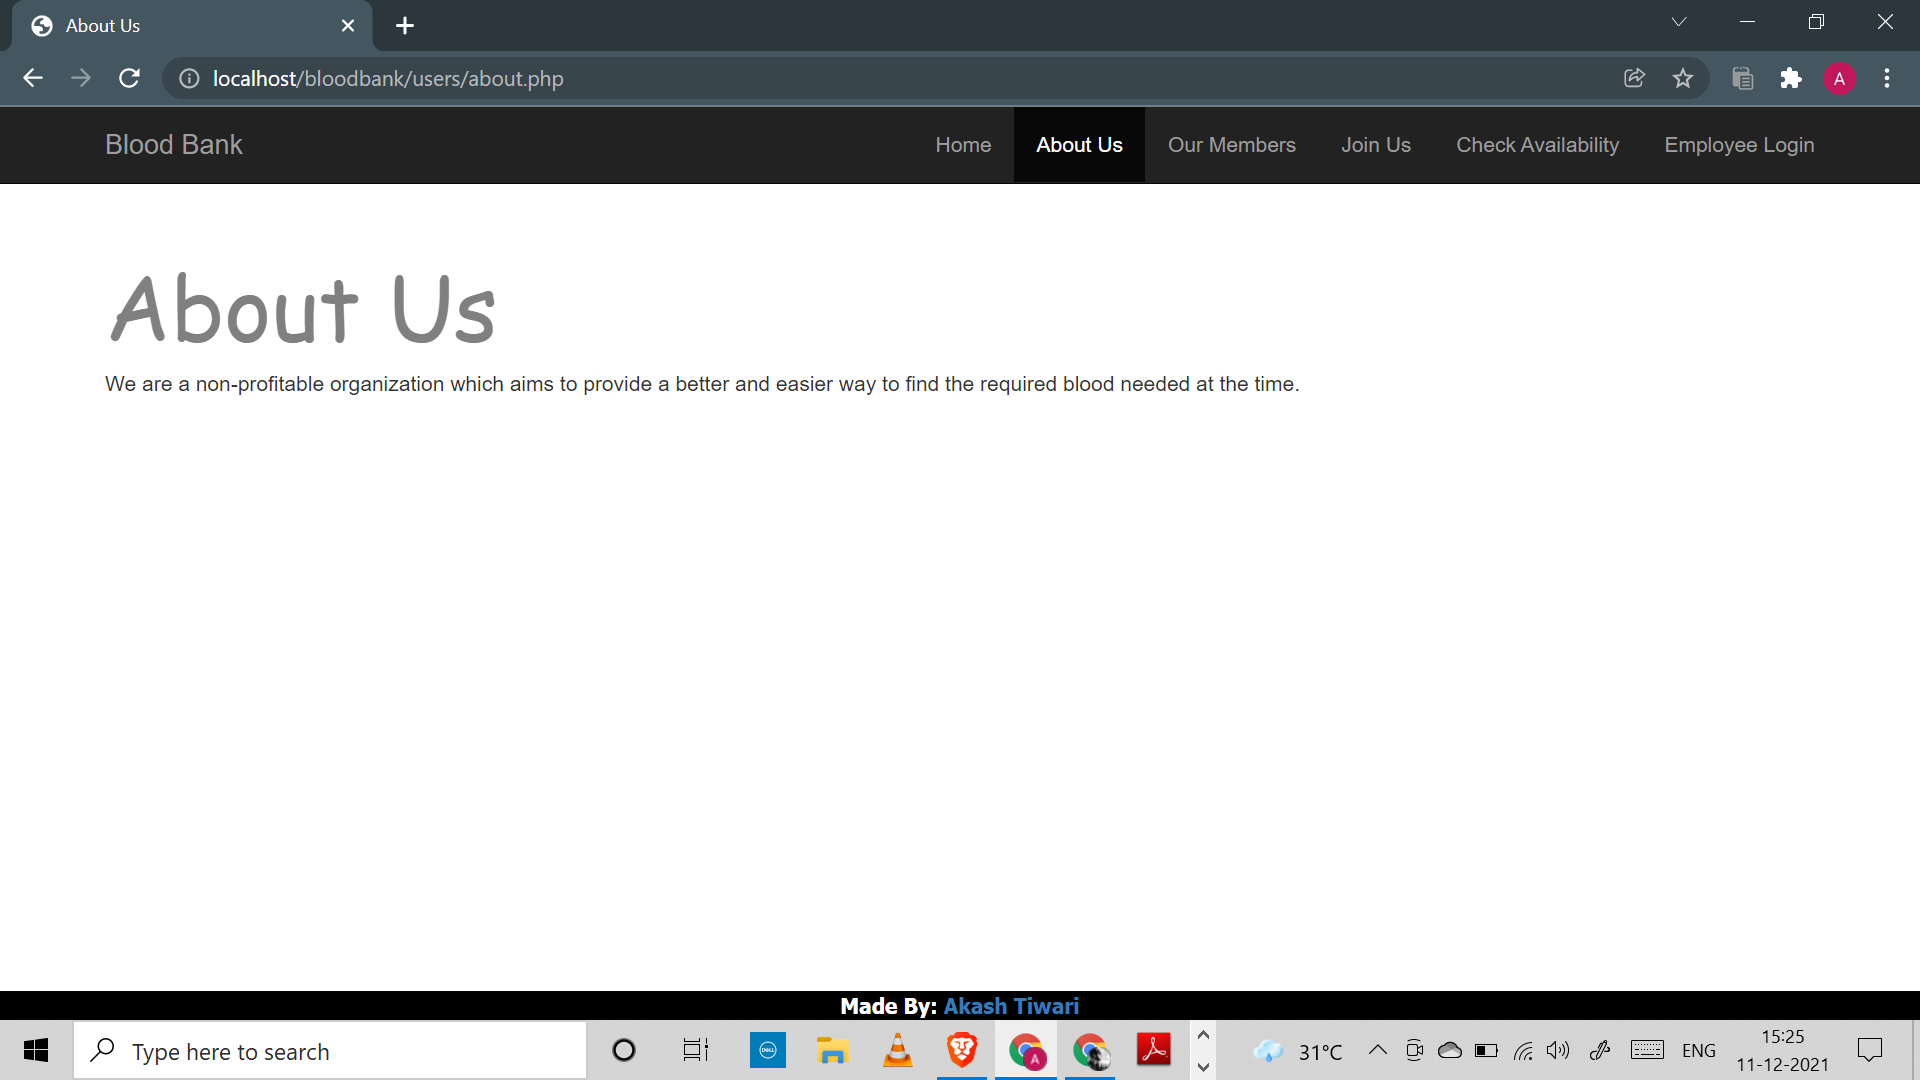 About Us
localhost/bloodbank/users/about.php
A
Blood Bank
Home
About Us
Our Members
Join Us
Check Availability
Employee Login
About Us
We are a non-profitable organization which aims to provide a better and easier way to find the required blood needed at the time.
Made By: Akash Tiwari
Type here to search
DELL
A
31°C
ENG
15:25
11-12-2021